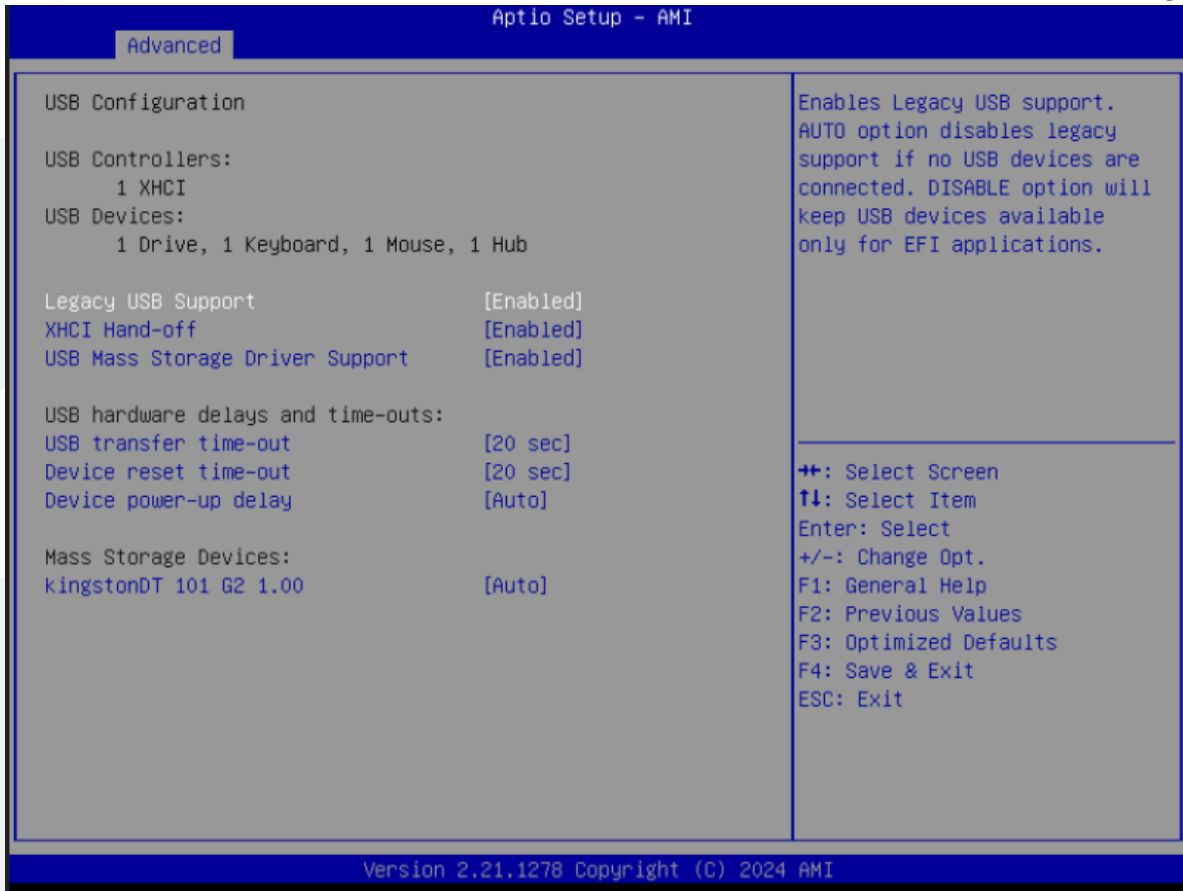 Aptio Setup – AMI
Advanced
USB Configuration
USB Controllers:
1 XHCI
USB Devices:
1 Drive, 1 Keyboard, 1 Mouse, 1 Hub
Legacy USB Support [Enabled]
XHCI Hand-off [Enabled]
USB Mass Storage Driver Support [Enabled]
USB hardware delays and time-outs:
USB transfer time-out [20 sec]
Device reset time-out [20 sec]
Device power-up delay [Auto]
Mass Storage Devices:
kingstonDT 101 G2 1.00 [Auto]
Enables Legacy USB support.
AUTO option disables legacy
support if no USB devices are
connected. DISABLE option will
keep USB devices available
only for EFI applications.
→←: Select Screen
↑↓: Select Item
Enter: Select
+/-: Change Opt.
F1: General Help
F2: Previous Values
F3: Optimized Defaults
F4: Save & Exit
ESC: Exit
Version 2.21.1278 Copyright (C) 2024 AMI